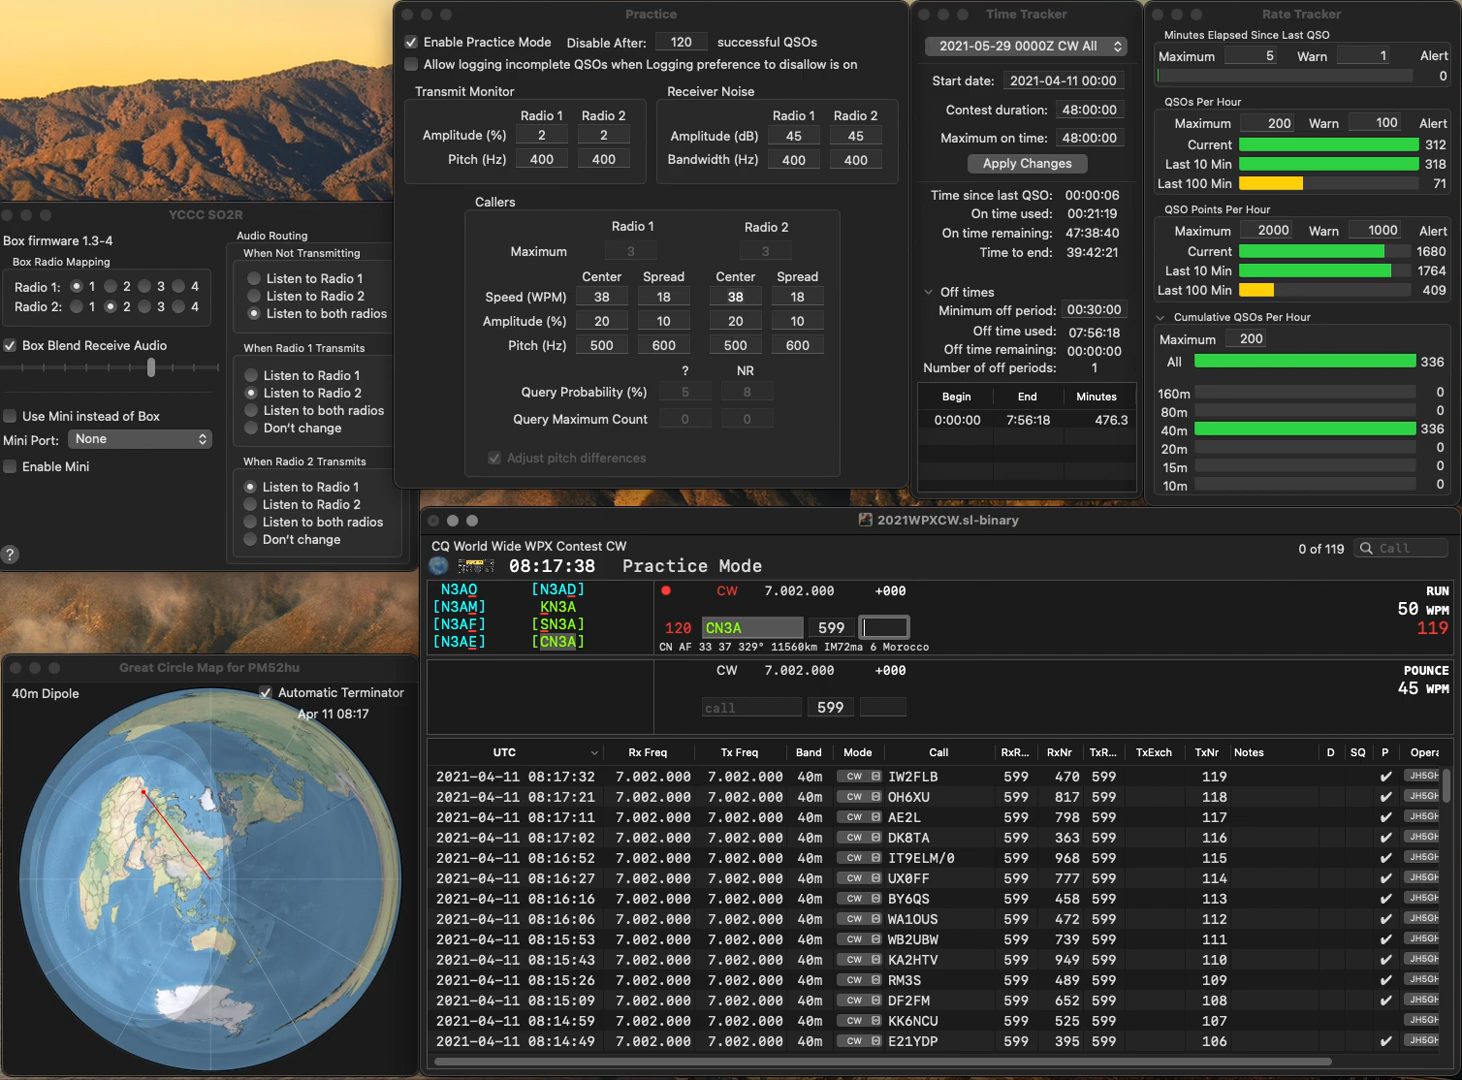 Practice
Enable Practice Mode Disable After: 120 successful QSOs
Allow logging incomplete QSOs when Logging preference to disallow is on
Transmit Monitor
Radio 1 Radio 2
Amplitude (%) 2 2
Pitch (Hz) 400 400
Receiver Noise
Radio 1 Radio 2
Amplitude (dB) 45 45
Bandwidth (Hz) 400 400
Callers
Radio 1 Radio 2
Maximum 3 3
Center Spread Center Spread
Speed (WPM) 38 18 38 18
Amplitude (%) 20 10 20 10
Pitch (Hz) 500 600 500 600
? NR
Query Probability (%) 5 8
Query Maximum Count 0 0
Adjust pitch differences
Time Tracker
2021-05-29 0000Z CW All
Start date: 2021-04-11 00:00
Contest duration: 48:00:00
Maximum on time: 48:00:00
Apply Changes
Time since last QSO: 00:00:06
On time used: 00:21:19
On time remaining: 47:38:40
Time to end: 39:42:21
Off times
Minimum off period: 00:30:00
Off time used: 07:56:18
Off time remaining: 00:00:00
Number of off periods: 1
Begin End Minutes
0:00:00 7:56:18 476.3
Rate Tracker
Minutes Elapsed Since Last QSO
Maximum 5 Warn 1 Alert
0
QSOs Per Hour
Maximum 200 Warn 100 Alert
Current 312
Last 10 Min 318
Last 100 Min 71
QSO Points Per Hour
Maximum 2000 Warn 1000 Alert
Current 1680
Last 10 Min 1764
Last 100 Min 409
Cumulative QSOs Per Hour
Maximum 200
All 336
160m 0
80m 0
40m 336
20m 0
15m 0
10m 0
YCCC SO2R
Box firmware 1.3-4
Box Radio Mapping
Radio 1: 1 2 3 4
Radio 2: 1 2 3 4
Box Blend Receive Audio
Use Mini instead of Box
Mini Port: None
Enable Mini
?
Audio Routing
When Not Transmitting
Listen to Radio 1
Listen to Radio 2
Listen to both radios
When Radio 1 Transmits
Listen to Radio 1
Listen to Radio 2
Listen to both radios
Don't change
When Radio 2 Transmits
Listen to Radio 1
Listen to Radio 2
Listen to both radios
Don't change
Great Circle Map for PM52hu
40m Dipole Automatic Terminator
Apr 11 08:17
2021WPXCW.sl-binary
CQ World Wide WPX Contest CW 0 of 119 Call
08:17:38 Practice Mode
N3AO [N3AD]
[N3AM] KN3A
[N3AF] [SN3A]
[N3AE] [CN3A]
CW 7.002.000 +000 RUN
50 WPM
120 CN3A 599 119
CN AF 33 37 329° 11560km IM72ma 6 Morocco
CW 7.002.000 +000 POUNCE
45 WPM
call 599
UTC Rx Freq Tx Freq Band Mode Call RxR... RxNr TxR... TxExch TxNr Notes D SQ P Opera
2021-04-11 08:17:32 7.002.000 7.002.000 40m CW IW2FLB 599 470 599 119 ✔ JH5GH
2021-04-11 08:17:21 7.002.000 7.002.000 40m CW OH6XU 599 817 599 118 ✔ JH5GH
2021-04-11 08:17:11 7.002.000 7.002.000 40m CW AE2L 599 798 599 117 ✔ JH5GH
2021-04-11 08:17:02 7.002.000 7.002.000 40m CW DK8TA 599 363 599 116 ✔ JH5GH
2021-04-11 08:16:52 7.002.000 7.002.000 40m CW IT9ELM/0 599 968 599 115 ✔ JH5GH
2021-04-11 08:16:27 7.002.000 7.002.000 40m CW UX0FF 599 777 599 114 ✔ JH5GH
2021-04-11 08:16:16 7.002.000 7.002.000 40m CW BY6QS 599 458 599 113 ✔ JH5GH
2021-04-11 08:16:06 7.002.000 7.002.000 40m CW WA1OUS 599 472 599 112 ✔ JH5GH
2021-04-11 08:15:53 7.002.000 7.002.000 40m CW WB2UBW 599 739 599 111 ✔ JH5GH
2021-04-11 08:15:43 7.002.000 7.002.000 40m CW KA2HTV 599 949 599 110 ✔ JH5GH
2021-04-11 08:15:26 7.002.000 7.002.000 40m CW RM3S 599 489 599 109 ✔ JH5GH
2021-04-11 08:15:09 7.002.000 7.002.000 40m CW DF2FM 599 652 599 108 ✔ JH5GH
2021-04-11 08:14:59 7.002.000 7.002.000 40m CW KK6NCU 599 525 599 107 JH5GH
2021-04-11 08:14:49 7.002.000 7.002.000 40m CW E21YDP 599 395 599 106 ✔ JH5GH